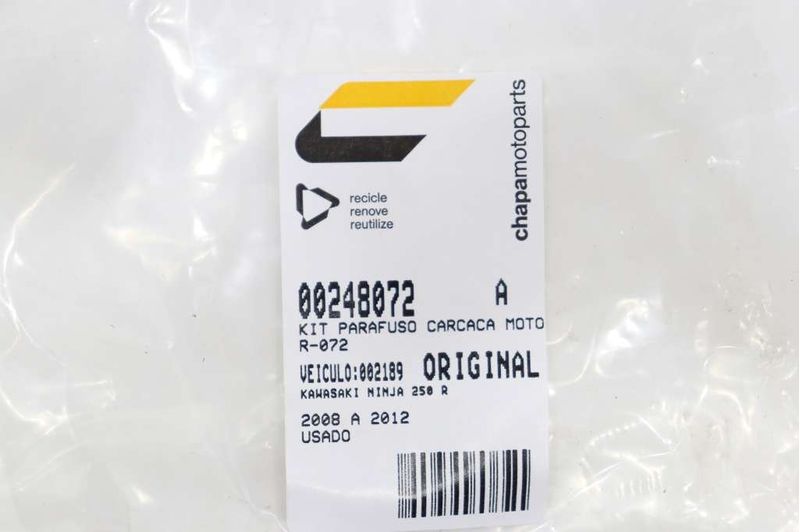 chapamotoparts
recicle
renove
reutilize
00248072 A
KIT PARAFUSO CARCACA MOTO
R-072
VEICULO:002189 ORIGINAL
KAWASAKI NINJA 250 R
2008 A 2012
USADO